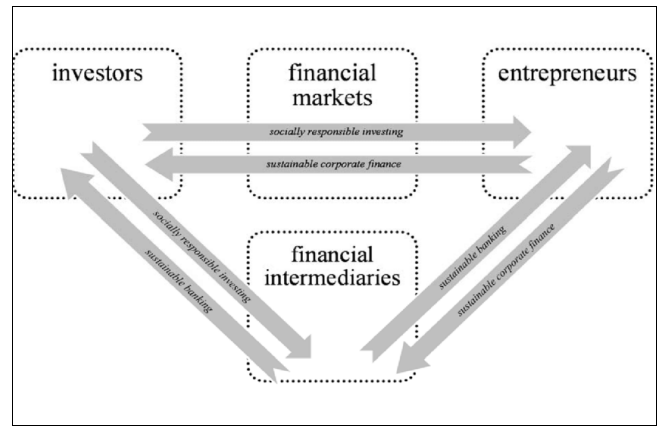 investors
financial
markets
entrepreneurs
socially responsible investing
sustainable corporate finance
financial
intermediaries
socially responsible investing
sustainable banking
sustainable banking
sustainable corporate finance